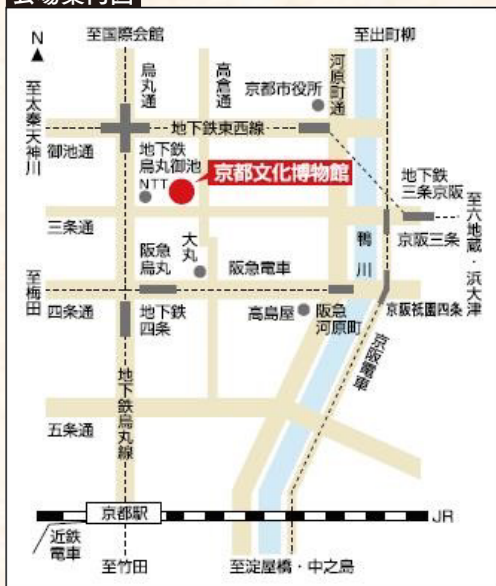 会場案内図
N
至国際会館
至出町柳
烏丸通
高倉通
河原町通
京都市役所
至太秦天神川
御池通
地下鉄東西線
地下鉄
烏丸御池
NTT
京都文化博物館
地下鉄
三条京阪
至六地蔵・浜大津
三条通
京阪三条
鴨川
阪急
烏丸
大丸
阪急電車
至梅田
四条通
地下鉄
四条
高島屋
阪急
河原町
京阪祇園四条
京阪電車
地下鉄烏丸線
五条通
京都駅
JR
近鉄
電車
至竹田
至淀屋橋・中之島